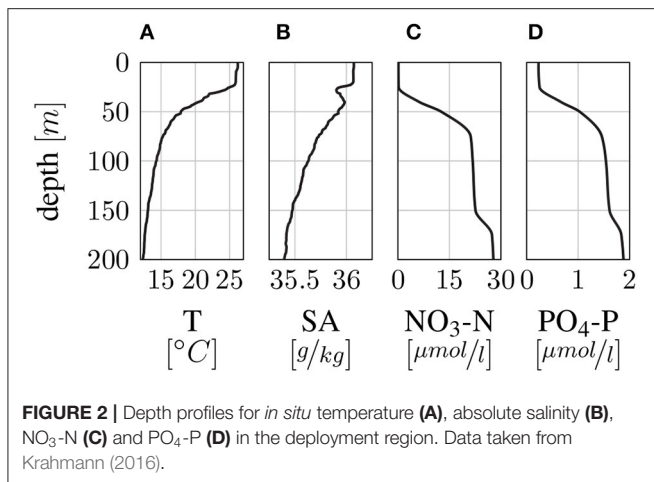 A B C D
0
50
100
150
200
depth [m]
15 20 25 35.5 36 0 15 30 0 1 2
T SA NO₃-N PO₄-P
[°C] [g/kg] [μmol/l] [μmol/l]
FIGURE 2 | Depth profiles for in situ temperature (A), absolute salinity (B),
NO₃-N (C) and PO₄-P (D) in the deployment region. Data taken from
Krahmann (2016).